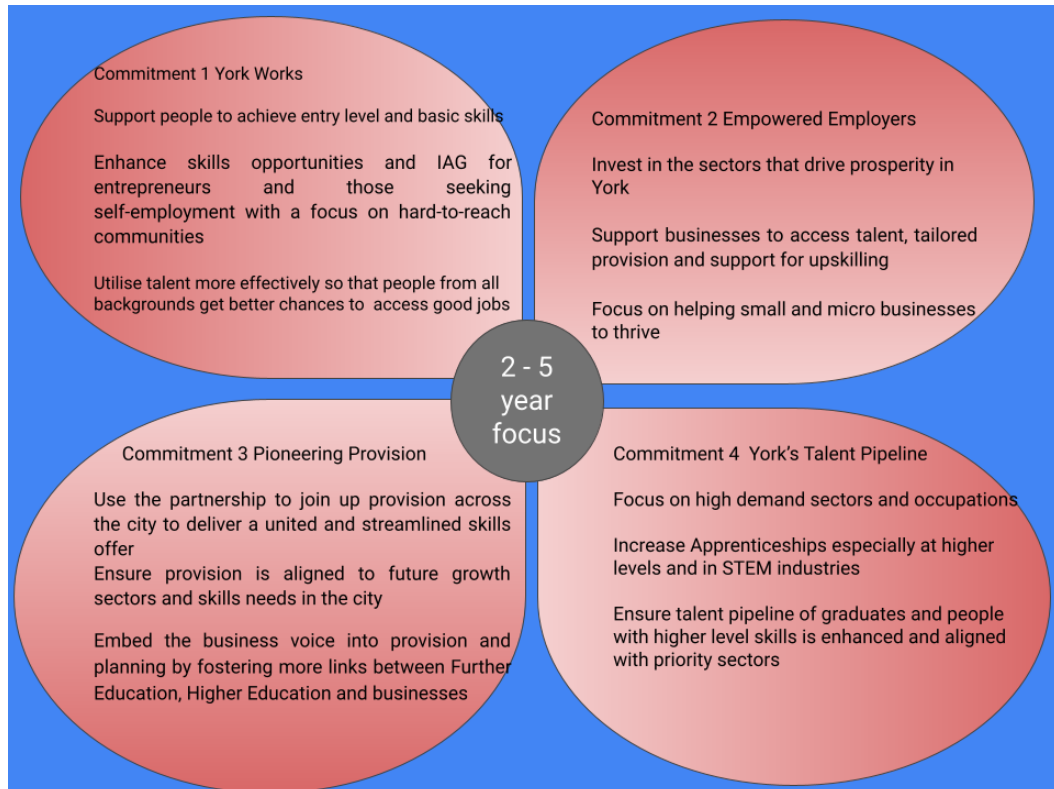 Commitment 1 York Works
Support people to achieve entry level and basic skills
Enhance skills opportunities and IAG for
entrepreneurs and those seeking
self-employment with a focus on hard-to-reach
communities
Utilise talent more effectively so that people from all
backgrounds get better chances to access good jobs
Commitment 2 Empowered Employers
Invest in the sectors that drive prosperity in
York
Support businesses to access talent, tailored
provision and support for upskilling
Focus on helping small and micro businesses
to thrive
2 - 5
year
focus
Commitment 3 Pioneering Provision
Use the partnership to join up provision across
the city to deliver a united and streamlined skills
offer
Ensure provision is aligned to future growth
sectors and skills needs in the city
Embed the business voice into provision and
planning by fostering more links between Further
Education, Higher Education and businesses
Commitment 4 York's Talent Pipeline
Focus on high demand sectors and occupations
Increase Apprenticeships especially at higher
levels and in STEM industries
Ensure talent pipeline of graduates and people
with higher level skills is enhanced and aligned
with priority sectors